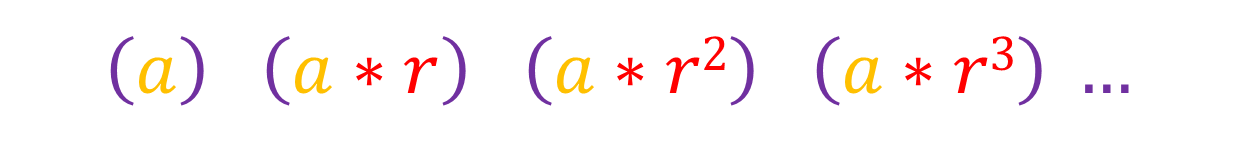 (a) (a * r) (a * r²) (a * r³) ...